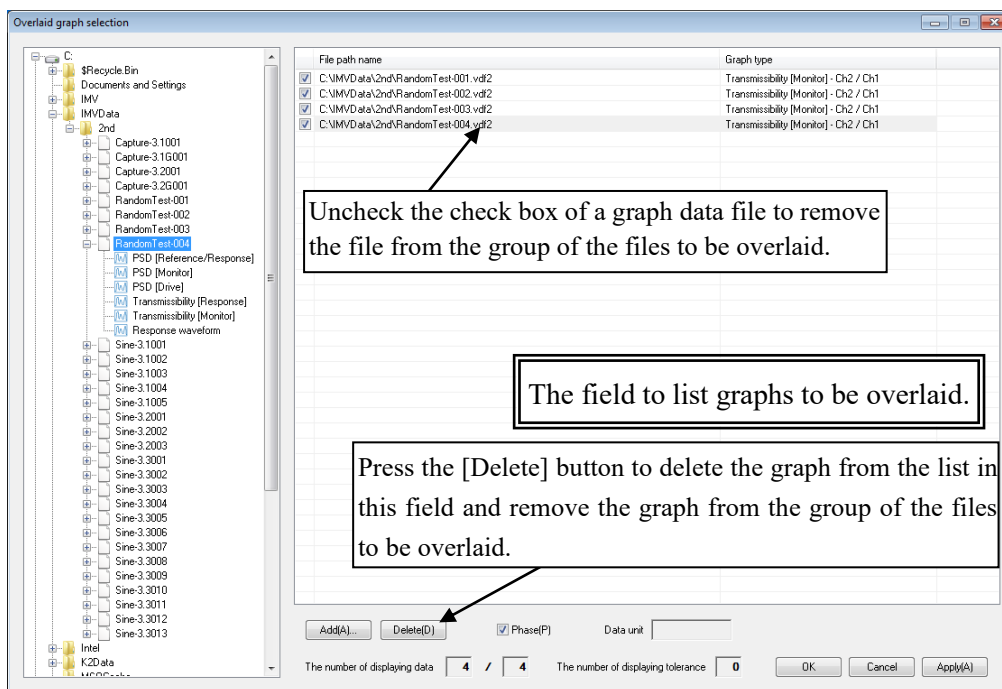 Overlaid graph selection
C:
$Recycle.Bin
Documents and Settings
IMV
IMVData
2nd
Capture-3.1001
Capture-3.1G001
Capture-3.2001
Capture-3.2G001
RandomTest-001
RandomTest-002
RandomTest-003
RandomTest-004
PSD [Reference/Response]
PSD [Monitor]
PSD [Drive]
Transmissibility [Response]
Transmissibility [Monitor]
Response waveform
Sine-3.1001
Sine-3.1002
Sine-3.1003
Sine-3.1004
Sine-3.1005
Sine-3.2001
Sine-3.2002
Sine-3.2003
Sine-3.3001
Sine-3.3002
Sine-3.3003
Sine-3.3004
Sine-3.3005
Sine-3.3006
Sine-3.3007
Sine-3.3008
Sine-3.3009
Sine-3.3010
Sine-3.3011
Sine-3.3012
Sine-3.3013
Intel
K2Data
File path name Graph type
C:\IMVData\2nd\RandomTest-001.vdf2 Transmissibility [Monitor] - Ch2 / Ch1
C:\IMVData\2nd\RandomTest-002.vdf2 Transmissibility [Monitor] - Ch2 / Ch1
C:\IMVData\2nd\RandomTest-003.vdf2 Transmissibility [Monitor] - Ch2 / Ch1
C:\IMVData\2nd\RandomTest-004.vdf2 Transmissibility [Monitor] - Ch2 / Ch1
Uncheck the check box of a graph data file to remove
the file from the group of the files to be overlaid.
The field to list graphs to be overlaid.
Press the [Delete] button to delete the graph from the list in
this field and remove the graph from the group of the files
to be overlaid.
Add(A)... Delete(D) Phase(P) Data unit
The number of displaying data 4 / 4 The number of displaying tolerance 0 OK Cancel Apply(A)